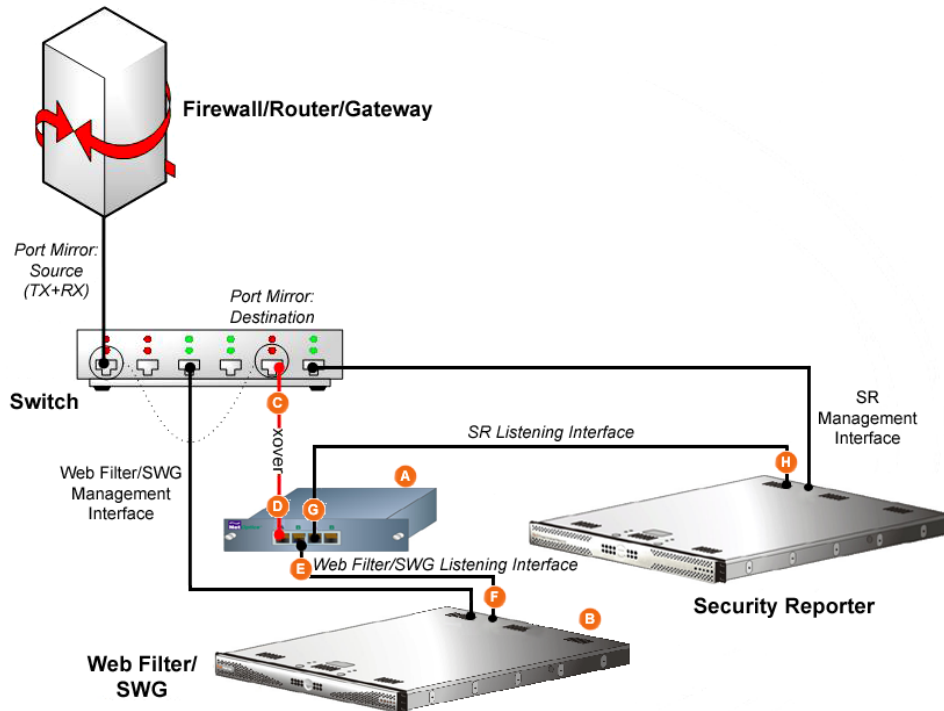 Firewall/Router/Gateway
Port Mirror:
Source
(TX+RX)
Port Mirror:
Destination
Switch
C
xover
SR Listening Interface
SR
Management
Interface
H
A
Web Filter/SWG
Management
Interface
D
G
Net
E
Web Filter/SWG Listening Interface
F
B
Security Reporter
Web Filter/
SWG